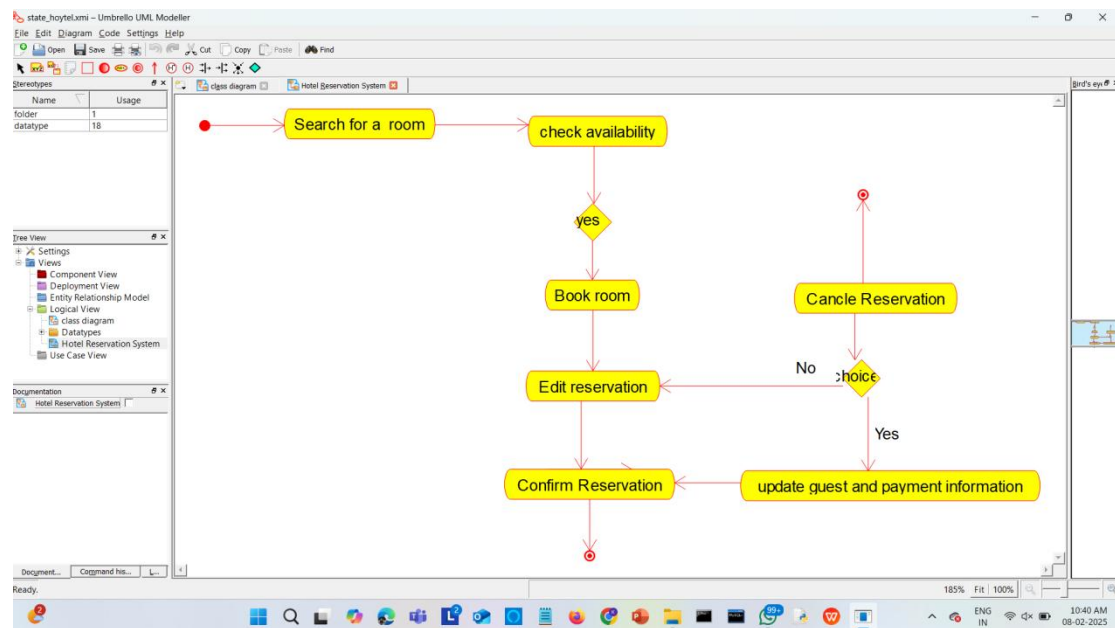 state_hoytel.xmi – Umbrello UML Modeller
File Edit Diagram Code Settings Help
Open Save Cut Copy Paste Find
Stereotypes
Name Usage
folder 1
datatype 18
class diagram Hotel Reservation System
Bird's eye
Search for a room
check availability
yes
Book room
Cancle Reservation
No
choice
Edit reservation
Yes
Confirm Reservation
update guest and payment information
Tree View
Settings
Views
Component View
Deployment View
Entity Relationship Model
Logical View
class diagram
Datatypes
Hotel Reservation System
Use Case View
Documentation
Hotel Reservation System
Document... Command his... L...
Ready.
185% Fit 100%
2
99+
ENG
IN
10:40 AM
08-02-2025